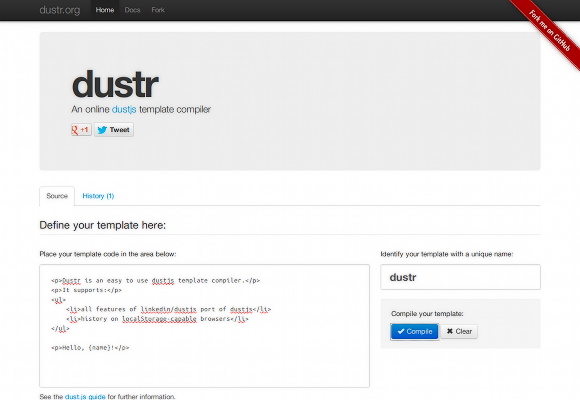 dustr.org Home Docs Fork
Fork me on GitHub
dustr
An online dustjs template compiler
g +1 Tweet
Source History (1)
Define your template here:
Place your template code in the area below:
<p>Dustr is an easy to use dustjs template compiler.</p>
<p>It supports:</p>
<ul>
<li>all features of linkedin/dustjs port of dustjs</li>
<li>history on localStorage-capable browsers</li>
</ul>
<p>Hello, {name}!</o>
See the dust.js guide for further information.
Identify your template with a unique name:
dustr
Compile your template:
✔ Compile ✖ Clear